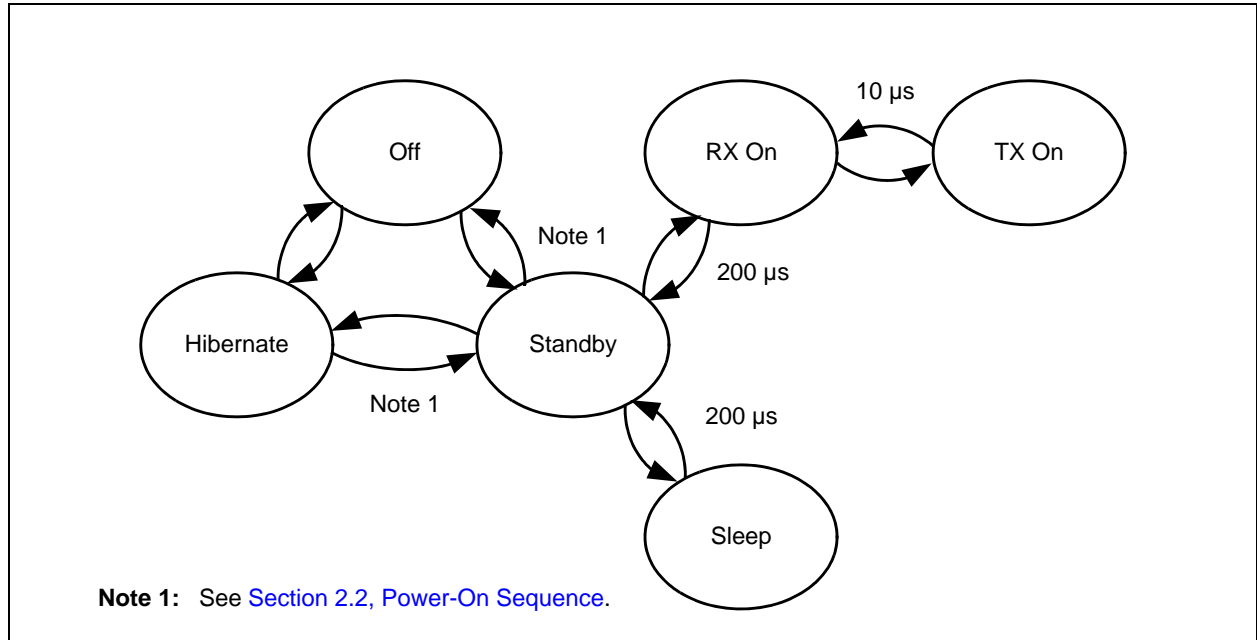 10 µs
Off
RX On
TX On
Note 1
200 µs
Hibernate
Standby
Note 1
200 µs
Sleep
Note 1: See Section 2.2, Power-On Sequence.